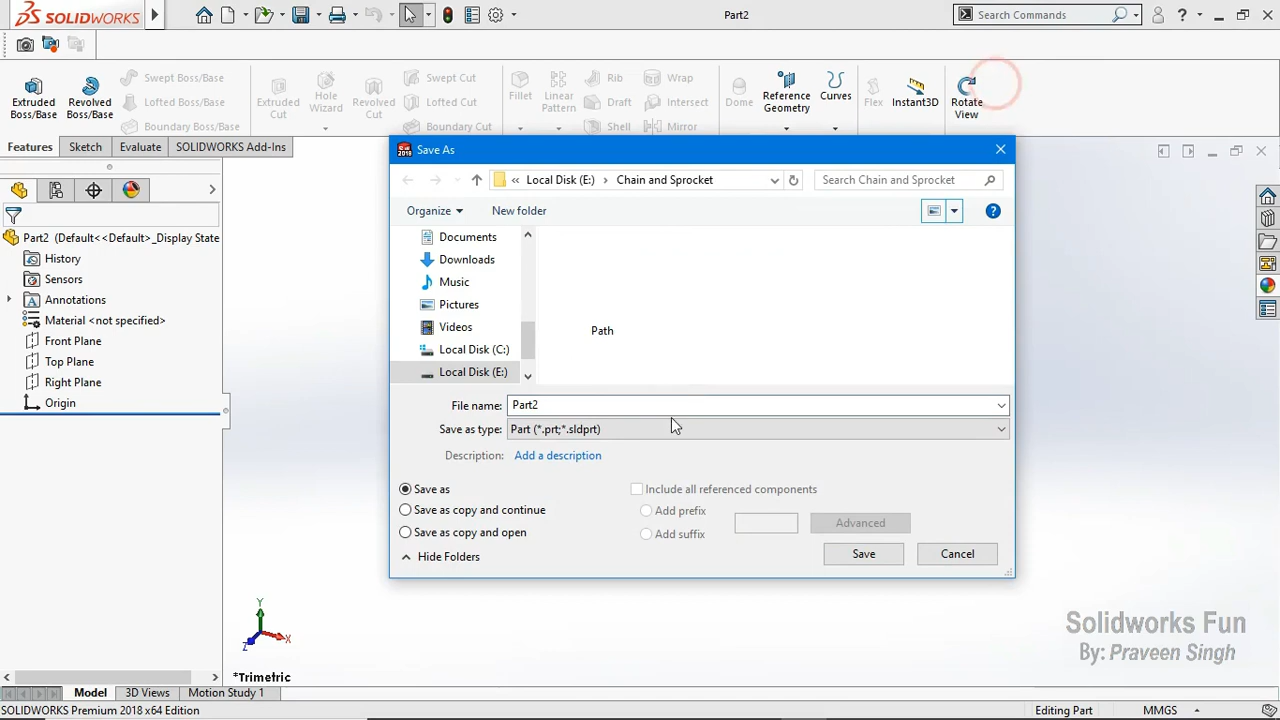 SOLIDWORKS
Part2
Search Commands
Extruded Boss/Base
Revolved Boss/Base
Swept Boss/Base
Lofted Boss/Base
Boundary Boss/Base
Extruded Cut
Hole Wizard
Revolved Cut
Swept Cut
Lofted Cut
Boundary Cut
Fillet
Linear Pattern
Rib
Draft
Shell
Wrap
Intersect
Mirror
Dome
Reference Geometry
Curves
Flex
Instant3D
Rotate View
Features
Sketch
Evaluate
SOLIDWORKS Add-Ins
Part2 (Default<<Default>_Display State
History
Sensors
Annotations
Material <not specified>
Front Plane
Top Plane
Right Plane
Origin
Save As
« Local Disk (E:) › Chain and Sprocket
Search Chain and Sprocket
Organize
New folder
Documents
Downloads
Music
Pictures
Videos
Local Disk (C:)
Local Disk (E:)
Path
File name: Part2
Save as type: Part (*.prt;*.sldprt)
Description: Add a description
Save as
Save as copy and continue
Save as copy and open
Include all referenced components
Add prefix
Add suffix
Advanced
Hide Folders
Save
Cancel
Y
X
Z
*Trimetric
Solidworks Fun
By: Praveen Singh
Model
3D Views
Motion Study 1
SOLIDWORKS Premium 2018 x64 Edition
Editing Part
MMGS